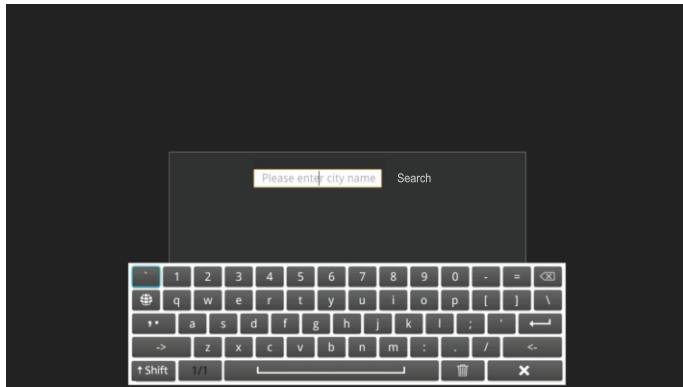 Please enter city name Search
` 1 2 3 4 5 6 7 8 9 0 - =
q w e r t y u i o p [ ] \
a s d f g h j k l ; '
-> z x c v b n m : . / <-
↑Shift 1/1